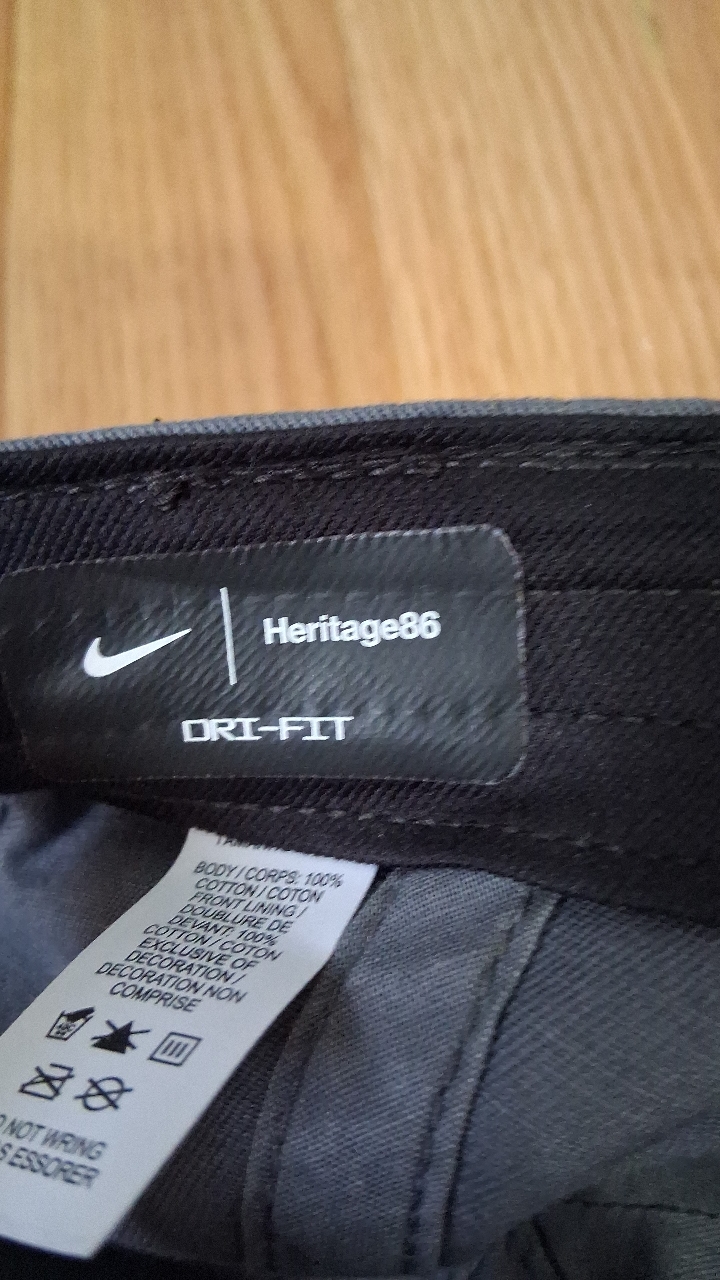 Heritage86
DRI-FIT
BODY / CORPS: 100%
COTTON / COTON
FRONT LINING /
DOUBLURE DE
DEVANT: 100%
COTTON / COTON
EXCLUSIVE OF
DECORATION /
DECORATION NON
COMPRISE
NOT WRING
ESSORER